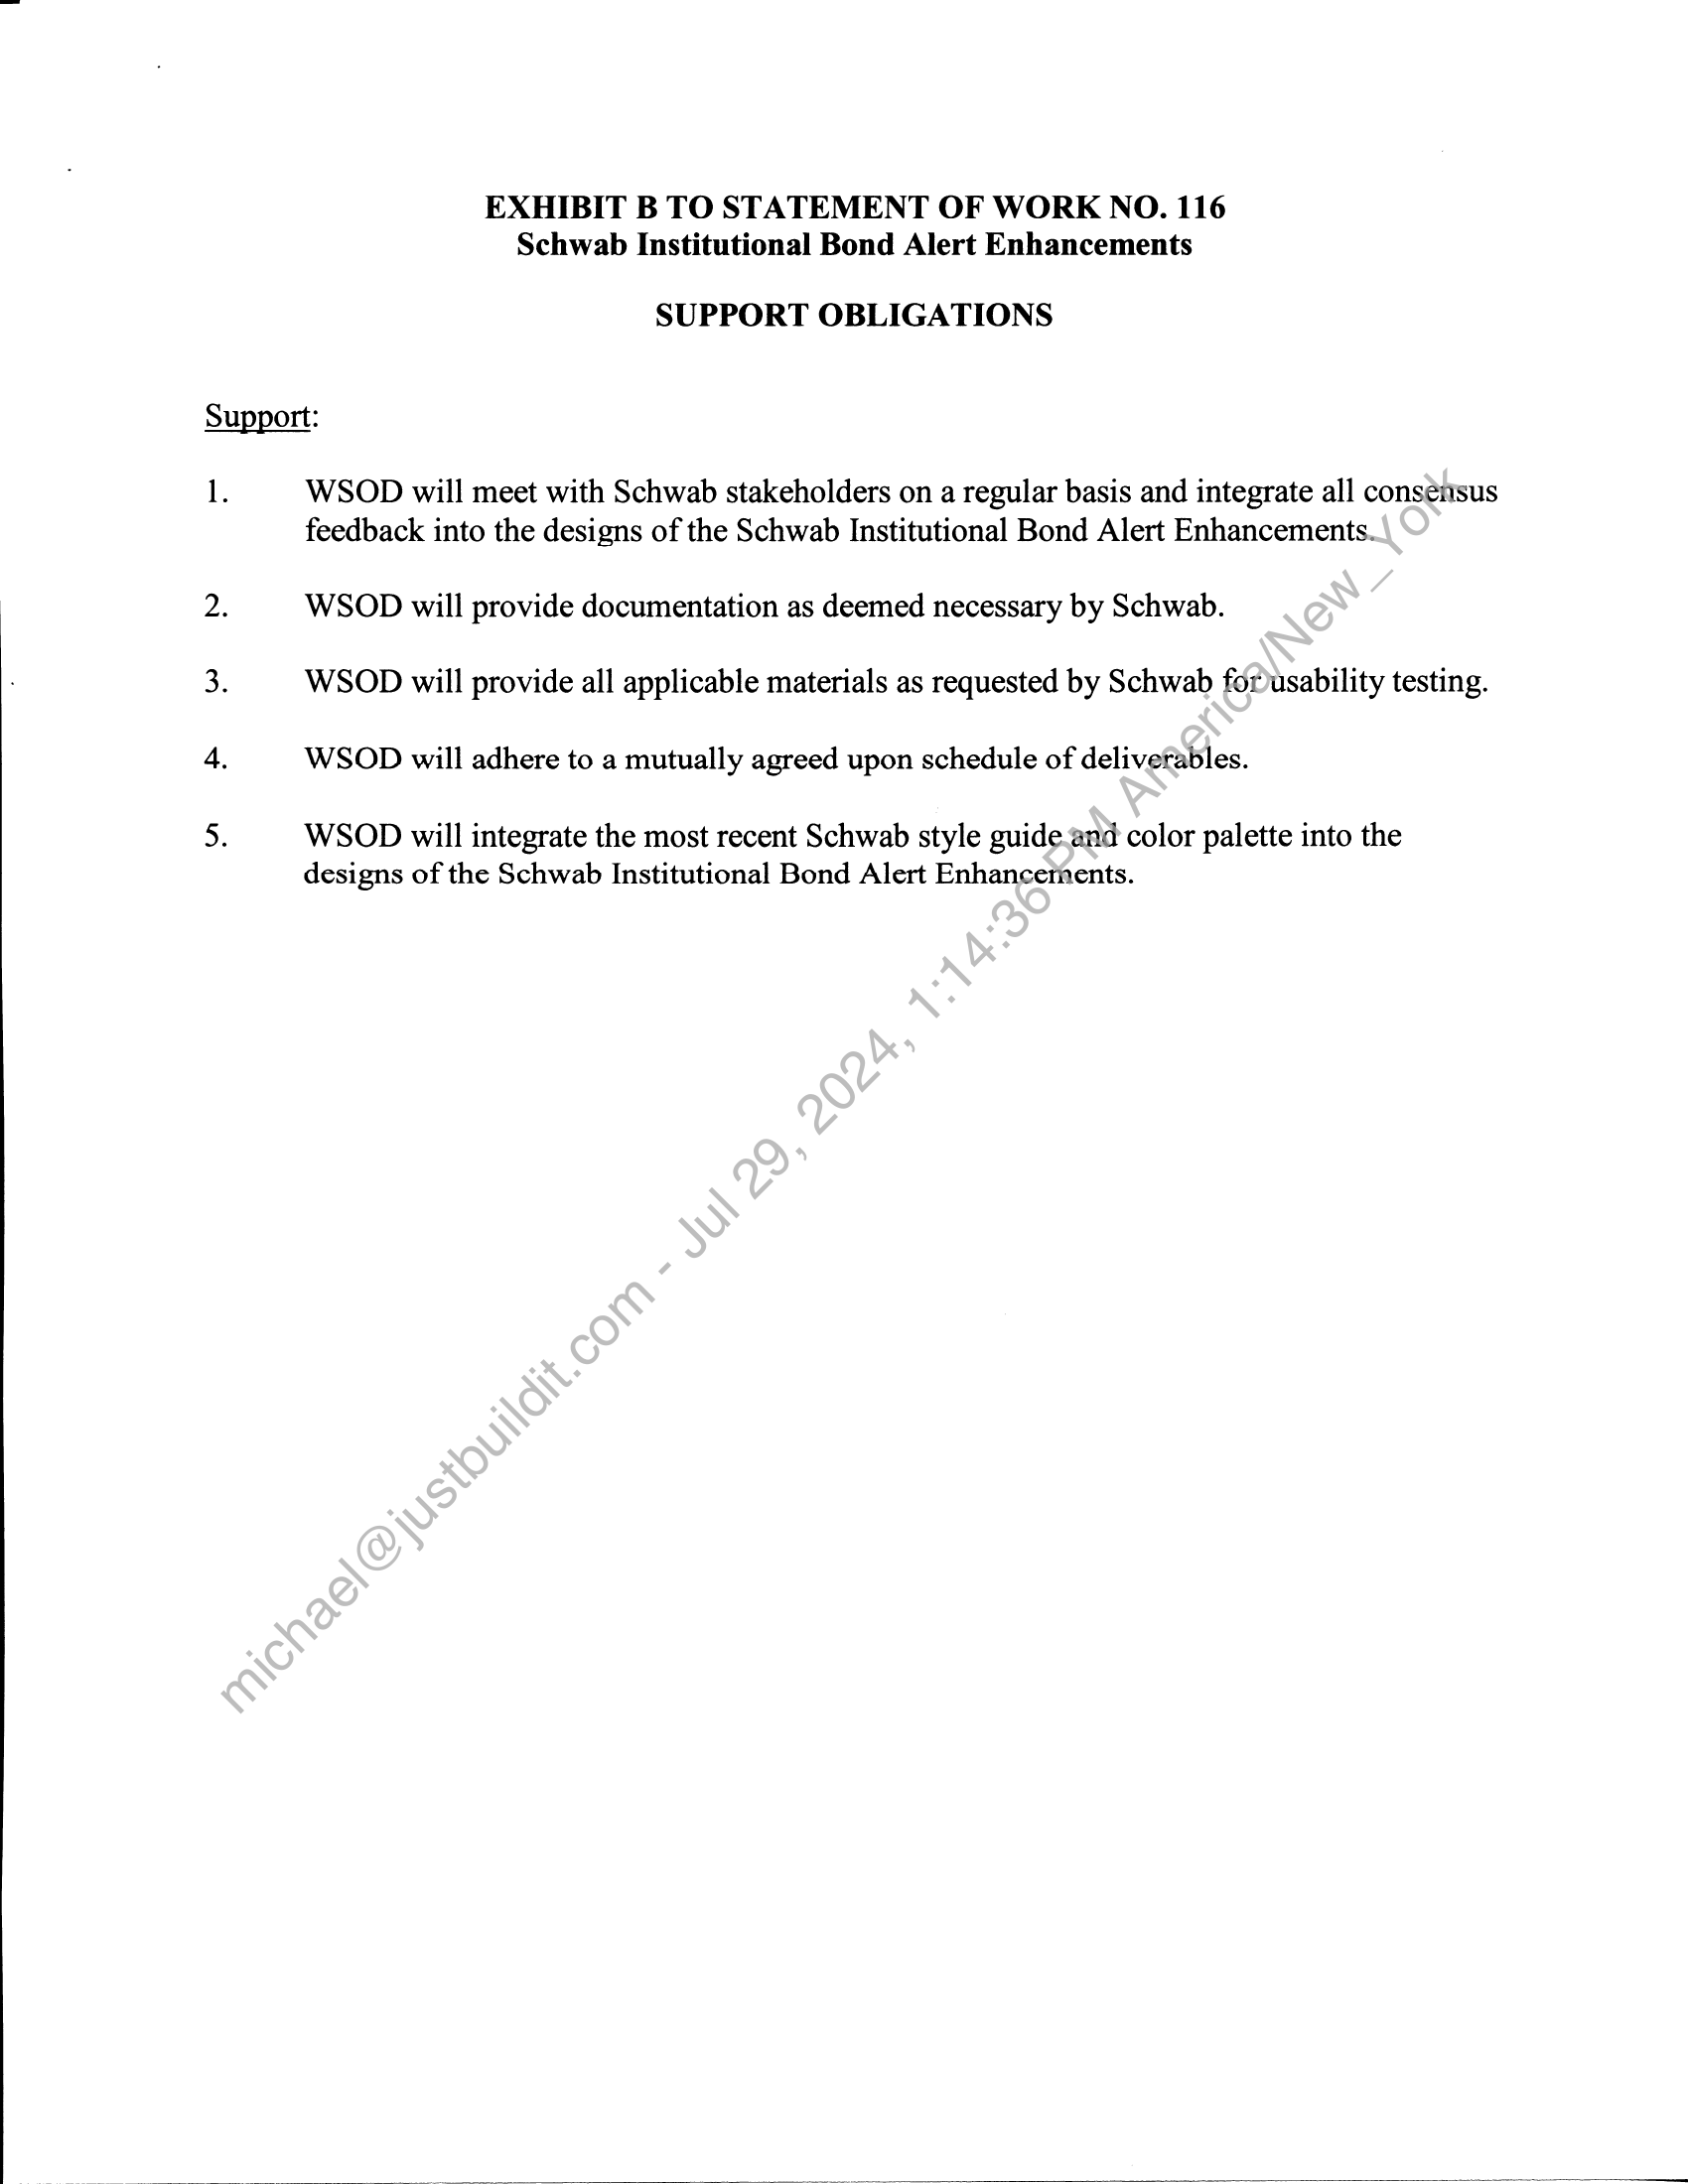 EXHIBIT B TO STATEMENT OF WORK NO. 116
Schwab Institutional Bond Alert Enhancements
SUPPORT OBLIGATIONS
Support:
1. WSOD will meet with Schwab stakeholders on a regular basis and integrate all consensus
feedback into the designs of the Schwab Institutional Bond Alert Enhancements.
2. WSOD will provide documentation as deemed necessary by Schwab.
3. WSOD will provide all applicable materials as requested by Schwab for usability testing.
4. WSOD will adhere to a mutually agreed upon schedule of deliverables.
5. WSOD will integrate the most recent Schwab style guide and color palette into the
designs of the Schwab Institutional Bond Alert Enhancements.
michael@justbuildit.com - Jul 29, 2024, 1:14:36 PM America/New_York